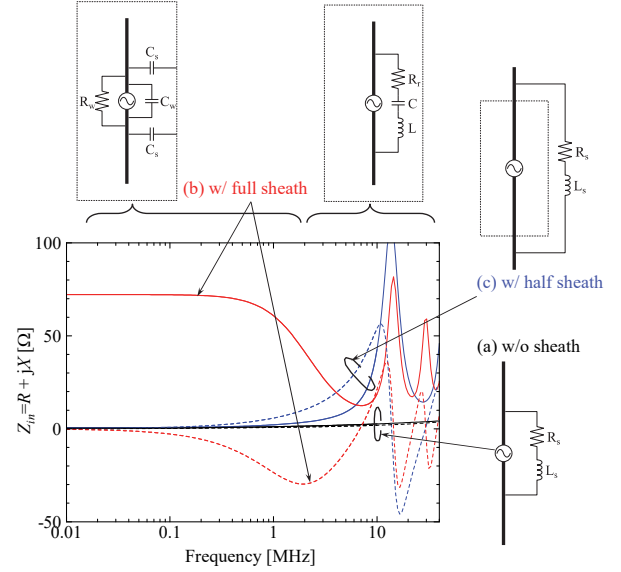 C_s
R_w
C_w
C_s
R_r
C
L
R_s
L_s
(b) w/ full sheath
(c) w/ half sheath
(a) w/o sheath
R_s
L_s
100
50
0
-50
Z_in=R + jX [Ω]
0.01
0.1
1
10
Frequency [MHz]